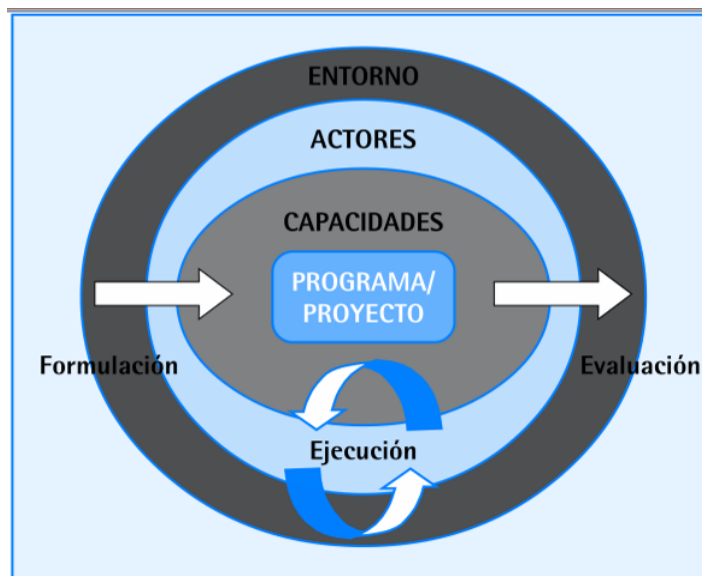 ENTORNO
ACTORES
CAPACIDADES
PROGRAMA/
PROYECTO
Formulación
Evaluación
Ejecución